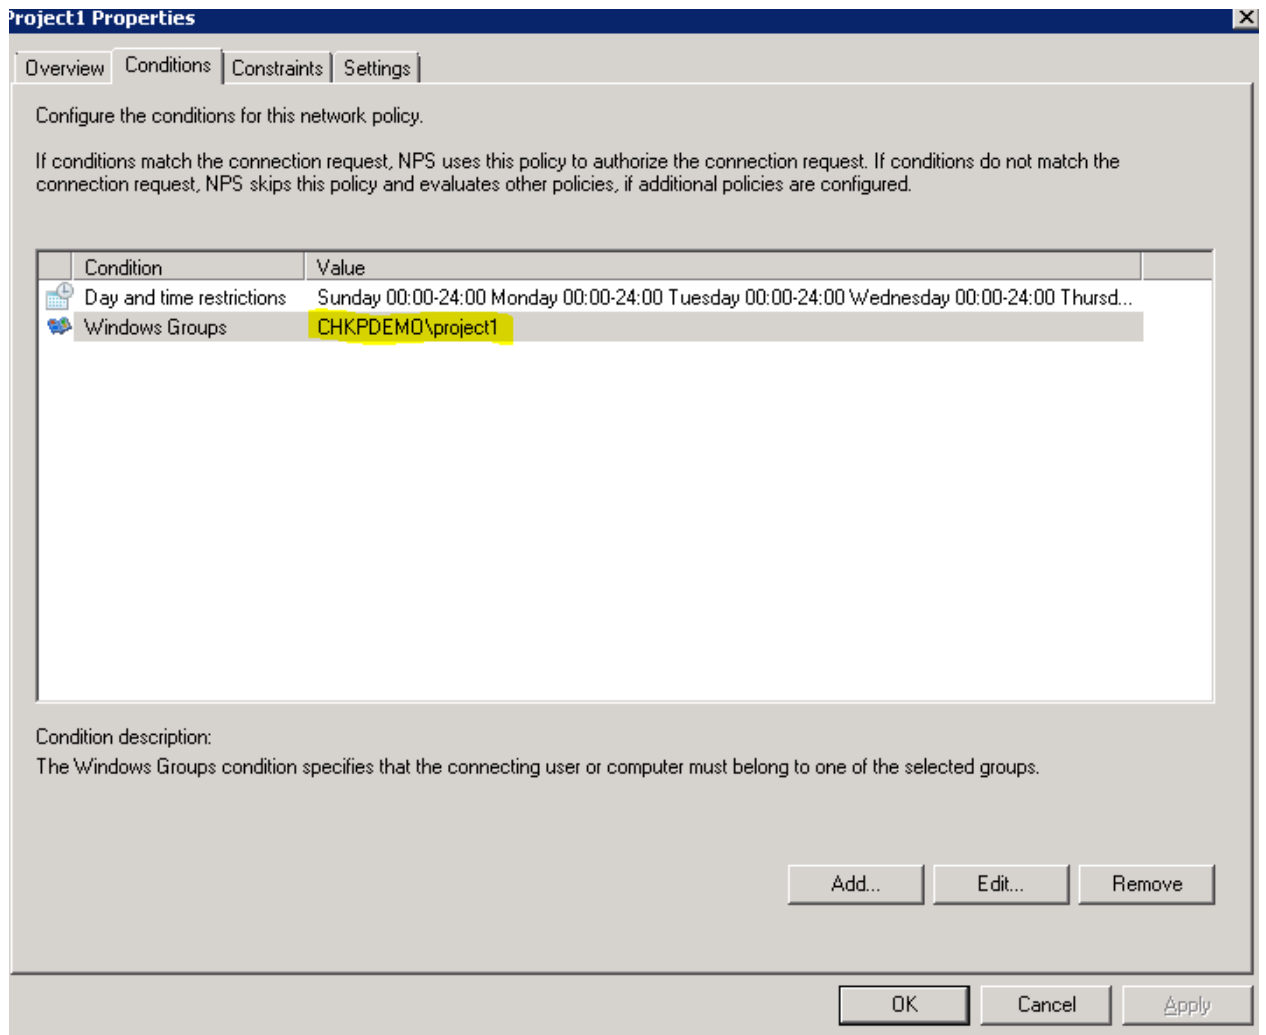 Project1 Properties
Overview Conditions Constraints Settings
Configure the conditions for this network policy.
If conditions match the connection request, NPS uses this policy to authorize the connection request. If conditions do not match the
connection request, NPS skips this policy and evaluates other policies, if additional policies are configured.
Condition Value
Day and time restrictions Sunday 00:00-24:00 Monday 00:00-24:00 Tuesday 00:00-24:00 Wednesday 00:00-24:00 Thursd...
Windows Groups CHKPDEMO\project1
Condition description:
The Windows Groups condition specifies that the connecting user or computer must belong to one of the selected groups.
Add... Edit... Remove
OK Cancel Apply